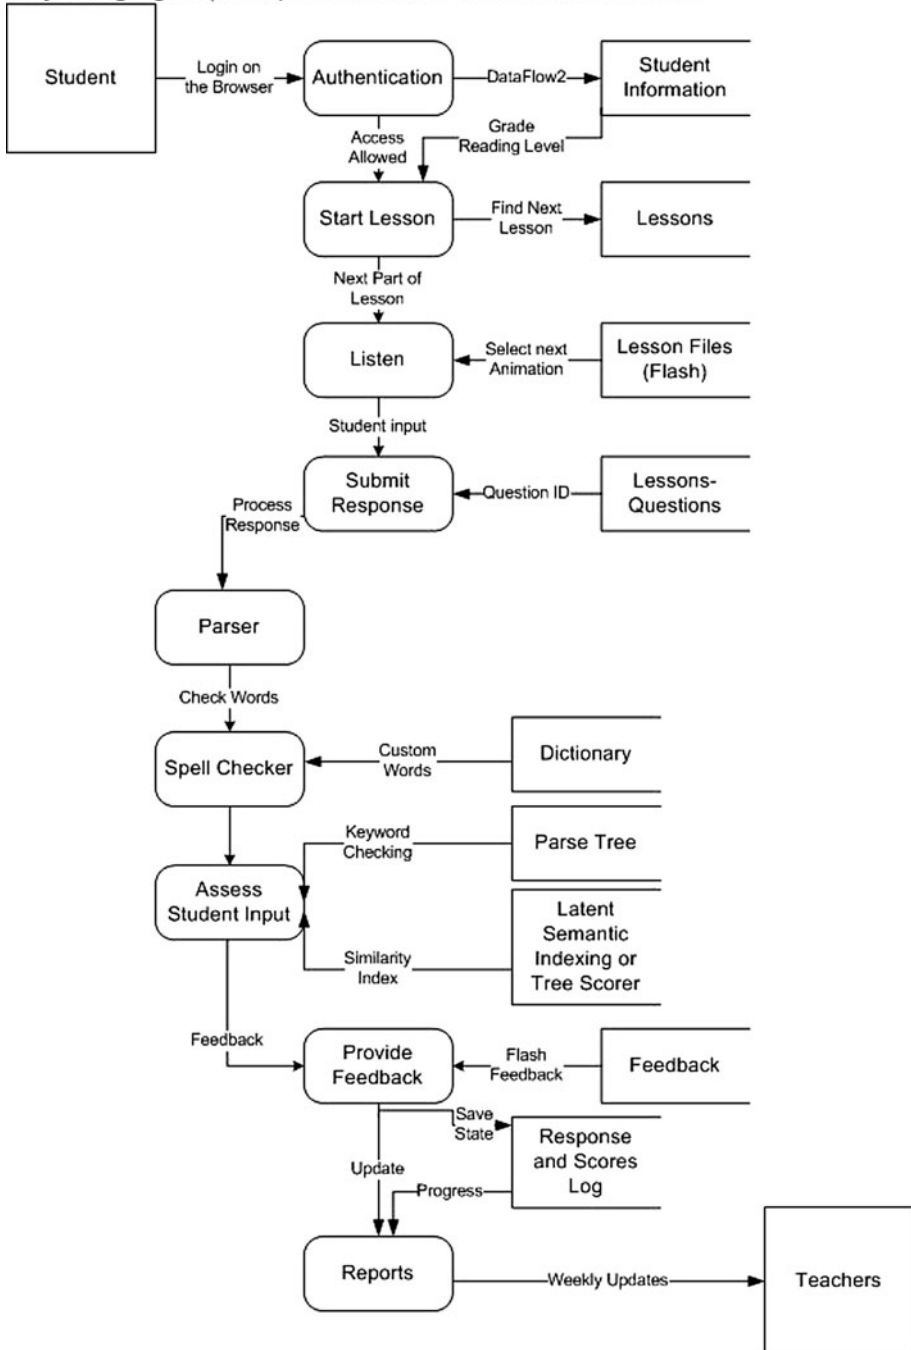 Student
Login on
the Browser
Authentication
DataFlow2
Student
Information
Access
Allowed
Grade
Reading Level
Start Lesson
Find Next
Lesson
Lessons
Next Part of
Lesson
Listen
Select next
Animation
Lesson Files
(Flash)
Student input
Submit
Response
Question ID
Lessons-
Questions
Process
Response
Parser
Check Words
Spell Checker
Custom
Words
Dictionary
Keyword
Checking
Parse Tree
Assess
Student Input
Latent
Semantic
Indexing or
Tree Scorer
Similarity
Index
Feedback
Provide
Feedback
Flash
Feedback
Feedback
Save
State
Response
and Scores
Log
Update
Progress
Reports
Weekly Updates
Teachers